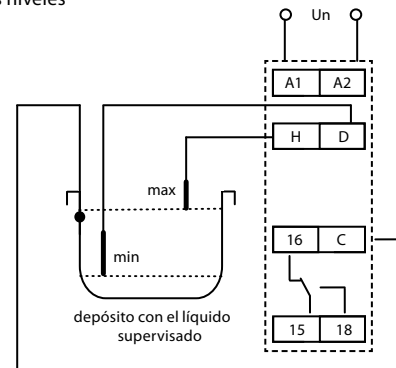 niveles
Un
A1 A2
H D
max
min
16 C
depósito con el líquido
supervisado
15 18